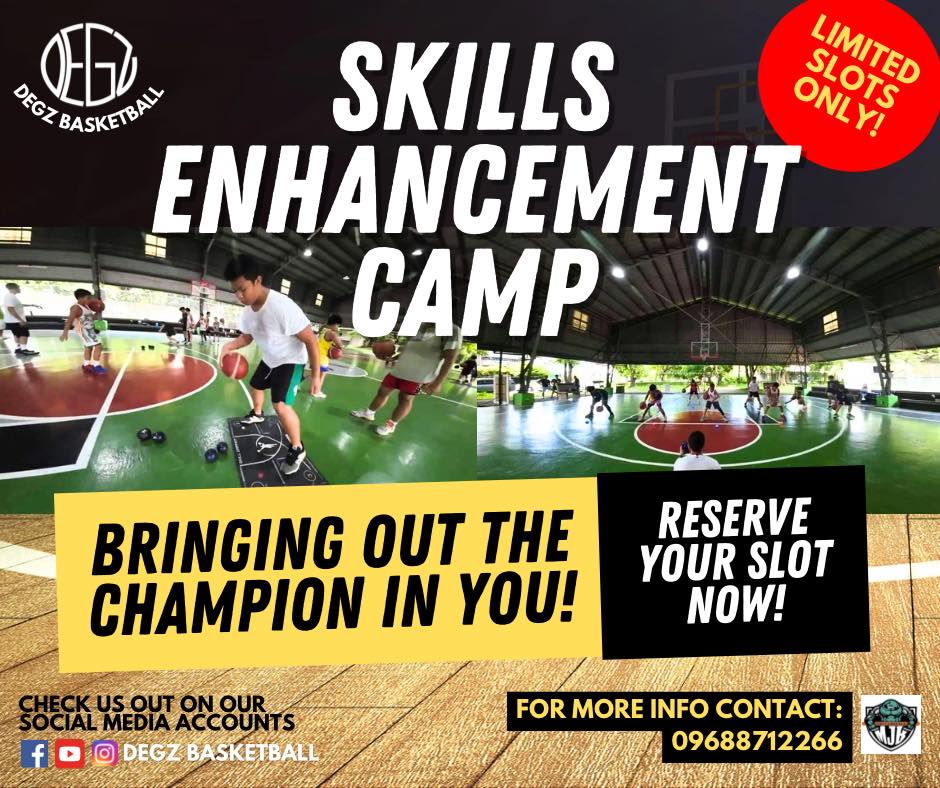 DEGZ
DEGZ BASKETBALL
LIMITED
SLOTS
ONLY!
SKILLS
ENHANCEMENT
CAMP
BRINGING OUT THE
CHAMPION IN YOU!
RESERVE
YOUR SLOT
NOW!
CHECK US OUT ON OUR
SOCIAL MEDIA ACCOUNTS
DEGZ BASKETBALL
FOR MORE INFO CONTACT:
09688712266
MJK